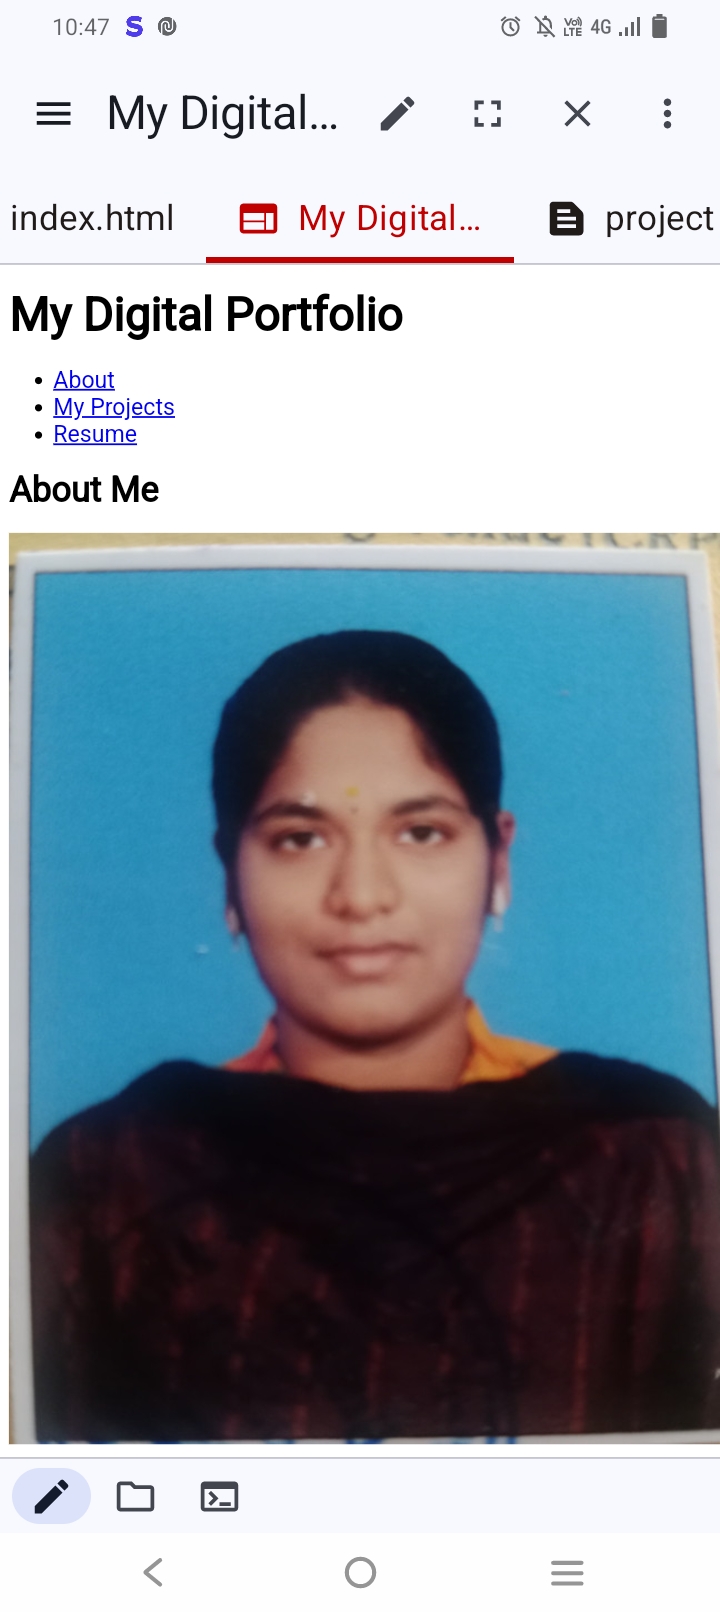 10:47 S VoLTE 4G
My Digital...
index.html My Digital... project
My Digital Portfolio
About
My Projects
Resume
About Me